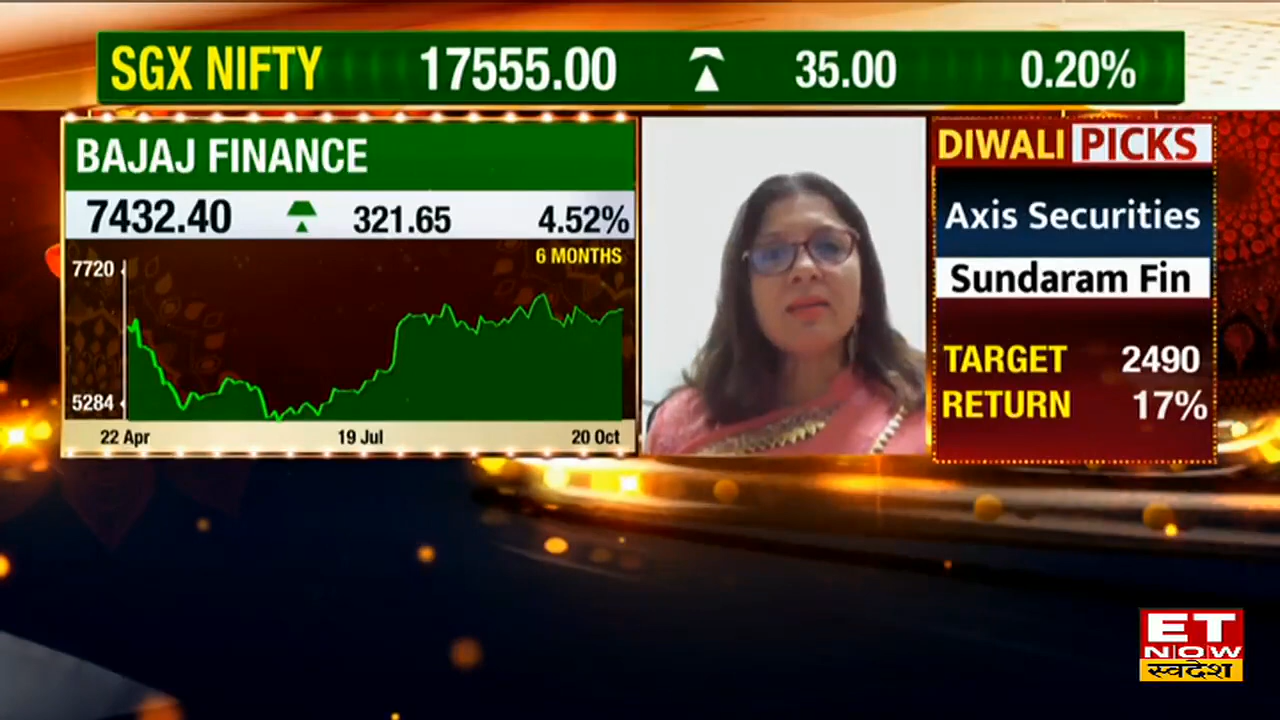 SGX NIFTY 17555.00 35.00 0.20%
BAJAJ FINANCE
7432.40 321.65 4.52%
6 MONTHS
7720
5284
22 Apr 19 Jul 20 Oct
DIWALI PICKS
Axis Securities
Sundaram Fin
TARGET 2490
RETURN 17%
ET
NOW
स्वदेश